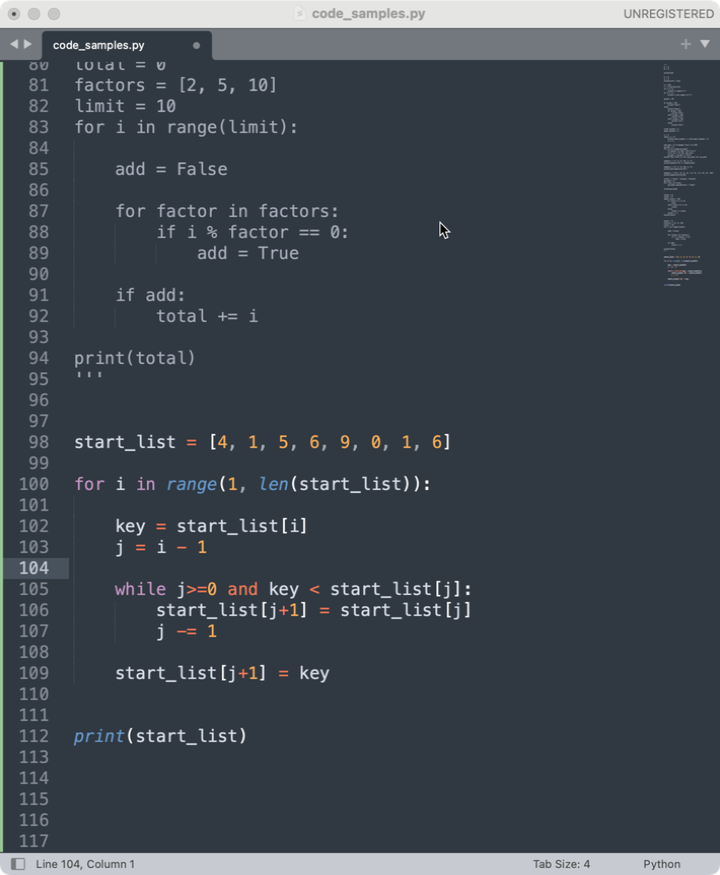 code_samples.py
UNREGISTERED
code_samples.py
80 total = 0
81 factors = [2, 5, 10]
82 limit = 10
83 for i in range(limit):
84
85     add = False
86
87     for factor in factors:
88         if i % factor == 0:
89             add = True
90
91     if add:
92         total += i
93
94 print(total)
95 '''
96
97
98 start_list = [4, 1, 5, 6, 9, 0, 1, 6]
99
100 for i in range(1, len(start_list)):
101
102     key = start_list[i]
103     j = i - 1
104
105     while j>=0 and key < start_list[j]:
106         start_list[j+1] = start_list[j]
107         j -= 1
108
109     start_list[j+1] = key
110
111
112 print(start_list)
113
114
115
116
117
Line 104, Column 1
Tab Size: 4
Python